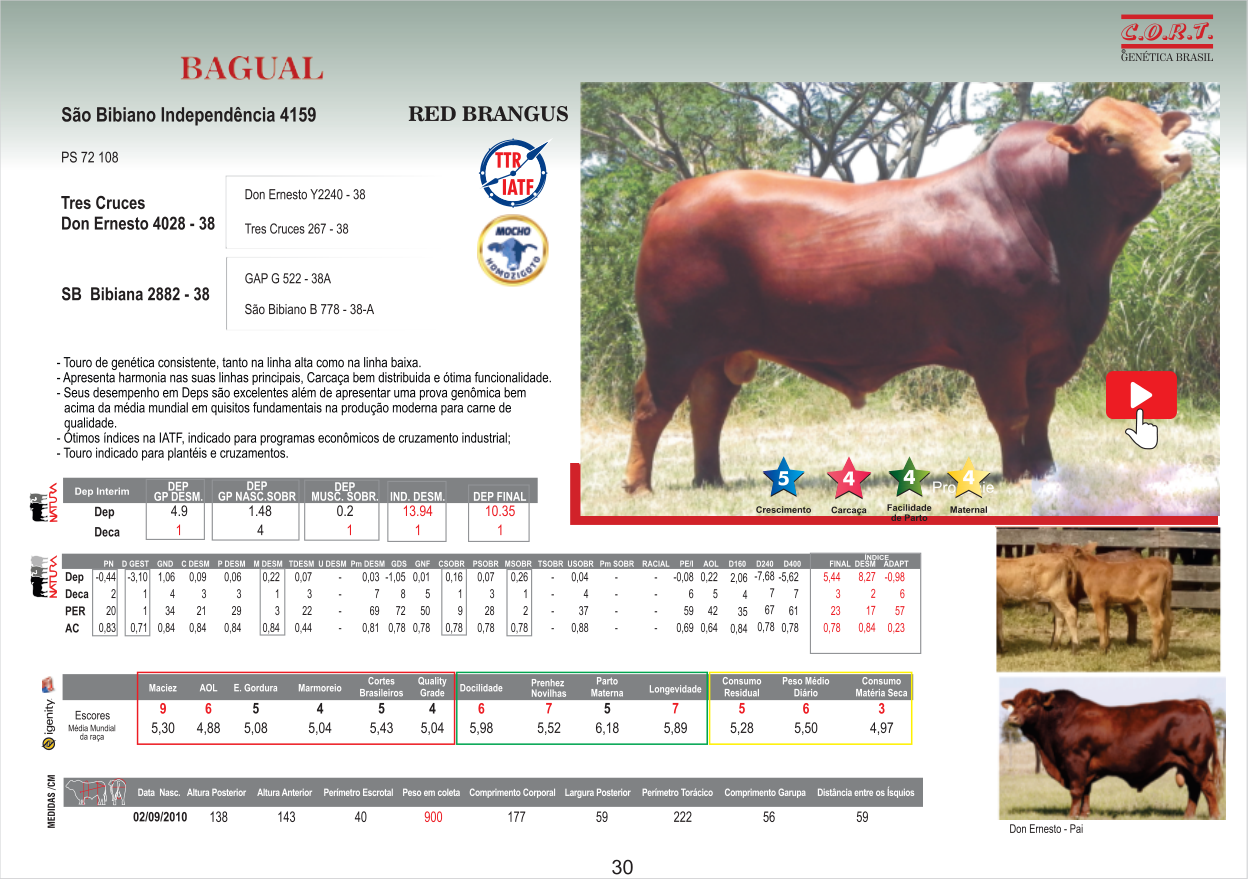 C.O.R.T.
GENÉTICA BRASIL
BAGUAL
São Bibiano Independência 4159
RED BRANGUS
PS 72 108
TTR
IATF
Tres Cruces
Don Ernesto 4028 - 38
Don Ernesto Y2240 - 38
Tres Cruces 267 - 38
MOCHO
HOMOZIGOTO
SB Bibiana 2882 - 38
GAP G 522 - 38A
São Bibiano B 778 - 38-A
- Touro de genética consistente, tanto na linha alta como na linha baixa.
- Apresenta harmonia nas suas linhas principais, Carcaça bem distribuida e ótima funcionalidade.
- Seus desempenho em Deps são excelentes além de apresentar uma prova genômica bem
acima da média mundial em quisitos fundamentais na produção moderna para carne de
qualidade.
- Ótimos índices na IATF, indicado para programas econômicos de cruzamento industrial;
- Touro indicado para plantéis e cruzamentos.
5 4 4 4
Crescimento Carcaça Facilidade de Parto Maternal
NATURA
Dep Interim DEP GP DESM. DEP GP NASC.SOBR DEP MUSC. SOBR. IND. DESM. DEP FINAL
Dep 4.9 1.48 0.2 13.94 10.35
Deca 1 4 1 1 1
NATURA
ÍNDICE
PN D GEST GND C DESM P DESM M DESM TDESM U DESM Pm DESM GDS GNF CSOBR PSOBR MSOBR TSOBR USOBR Pm SOBR RACIAL PE/I AOL D160 D240 D400 FINAL DESM ADAPT
Dep -0,44 -3,10 1,06 0,09 0,06 0,22 0,07 - 0,03 -1,05 0,01 0,16 0,07 0,26 - 0,04 - - -0,08 0,22 2,06 -7,68 -5,62 5,44 8,27 -0,98
Deca 2 1 4 3 3 1 3 - 7 8 5 1 3 1 - 4 - - 6 5 4 7 7 3 2 6
PER 20 1 34 21 29 3 22 - 69 72 50 9 28 2 - 37 - - 59 42 35 67 61 23 17 57
AC 0,83 0,71 0,84 0,84 0,84 0,84 0,44 - 0,81 0,78 0,78 0,78 0,78 0,78 - 0,88 - - 0,69 0,64 0,84 0,78 0,78 0,78 0,84 0,23
igenity
Maciez AOL E. Gordura Marmoreio Cortes Brasileiros Quality Grade Docilidade Prenhez Novilhas Parto Materna Longevidade Consumo Residual Peso Médio Diário Consumo Matéria Seca
Escores 9 6 5 4 5 4 6 7 5 7 5 6 3
Média Mundial da raça 5,30 4,88 5,08 5,04 5,43 5,04 5,98 5,52 6,18 5,89 5,28 5,50 4,97
MEDIDAS /CM
Data Nasc. Altura Posterior Altura Anterior Perimetro Escrotal Peso em coleta Comprimento Corporal Largura Posterior Perimetro Torácico Comprimento Garupa Distância entre os Ísquios
02/09/2010 138 143 40 900 177 59 222 56 59
Don Ernesto - Pai
30